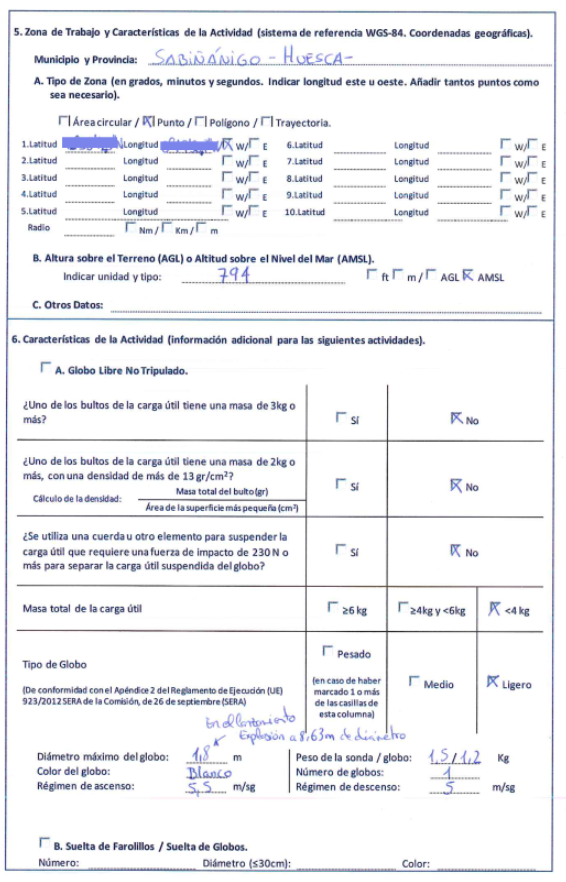 5. Zona de Trabajo y Características de la Actividad (sistema de referencia WGS-84. Coordenadas geográficas).
Municipio y Provincia: SABIÑÁNIGO - HUESCA-
A. Tipo de Zona (en grados, minutos y segundos. Indicar longitud este u oeste. Añadir tantos puntos como
sea necesario).
Área circular / Punto / Polígono / Trayectoria.
1.Latitud Longitud W/ E 6.Latitud Longitud W/ E
2.Latitud Longitud W/ E 7.Latitud Longitud W/ E
3.Latitud Longitud W/ E 8.Latitud Longitud W/ E
4.Latitud Longitud W/ E 9.Latitud Longitud W/ E
5.Latitud Longitud W/ E 10.Latitud Longitud W/ E
Radio Nm / Km / m
B. Altura sobre el Terreno (AGL) o Altitud sobre el Nivel del Mar (AMSL).
Indicar unidad y tipo: 794 ft m / AGL AMSL
C. Otros Datos:
6. Características de la Actividad (información adicional para las siguientes actividades).
A. Globo Libre No Tripulado.
¿Uno de los bultos de la carga útil tiene una masa de 3kg o
más? Sí No
¿Uno de los bultos de la carga útil tiene una masa de 2kg o
más, con una densidad de más de 13 gr/cm²? Sí No
Cálculo de la densidad: Masa total del bulto (gr)
Área de la superficie más pequeña (cm²)
¿Se utiliza una cuerda u otro elemento para suspender la
carga útil que requiere una fuerza de impacto de 230 N o
más para separar la carga útil suspendida del globo? Sí No
Masa total de la carga útil ≥6 kg ≥4kg y <6kg <4 kg
Tipo de Globo
(De conformidad con el Apéndice 2 del Reglamento de Ejecución (UE)
923/2012 SERA de la Comisión, de 26 de septiembre (SERA)
Pesado
(en caso de haber
marcado 1 o más
de las casillas de
esta columna)
Medio Ligero
En el lanzamiento
Explosión a 8,63m de diámetro
Diámetro máximo del globo: 1,8 m Peso de la sonda / globo: 1,5 / 1,2 Kg
Color del globo: Blanco Número de globos: 1
Régimen de ascenso: 5,5 m/sg Régimen de descenso: 5 m/sg
B. Suelta de Farolillos / Suelta de Globos.
Número: Diámetro (≤30cm): Color: